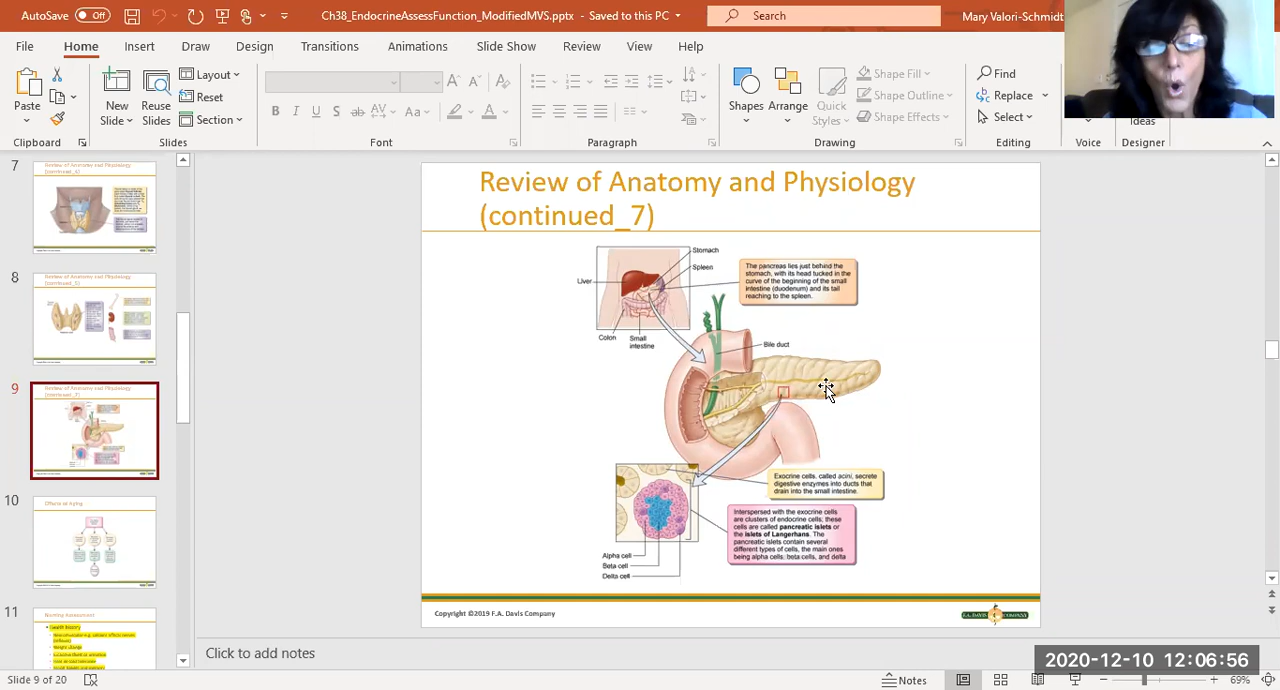 AutoSave Off
Ch38_EndocrineAssessFunction_ModifiedMVS.pptx - Saved to this PC
Search
Mary Valori-Schmidt
File Home Insert Draw Design Transitions Animations Slide Show Review View Help
Paste
New Slide
Reuse Slides
Layout
Reset
Section
Shapes
Arrange
Quick Styles
Shape Fill
Shape Outline
Shape Effects
Find
Replace
Select
Ideas
Clipboard Slides Font Paragraph Drawing Editing Voice Designer
7
8
9
10
11
Review of Anatomy and Physiology
(continued_7)
Stomach
Spleen
Liver
Colon
Small
intestine
The pancreas lies just behind the
stomach, with its head tucked in the
curve of the beginning of the small
intestine (duodenum) and its tail
reaching to the spleen.
Bile duct
Exocrine cells, called acini, secrete
digestive enzymes into ducts that
drain into the small intestine.
Interspersed with the exocrine cells
are clusters of endocrine cells; these
cells are called pancreatic islets or
the islets of Langerhans. The
pancreatic islets contain several
different types of cells, the main ones
being alpha cells, beta cells, and delta
Alpha cell
Beta cell
Delta cell
Copyright ©2019 F.A. Davis Company
F.A. DAVIS COMPANY
Click to add notes
2020-12-10 12:06:56
Slide 9 of 20
Notes
69%